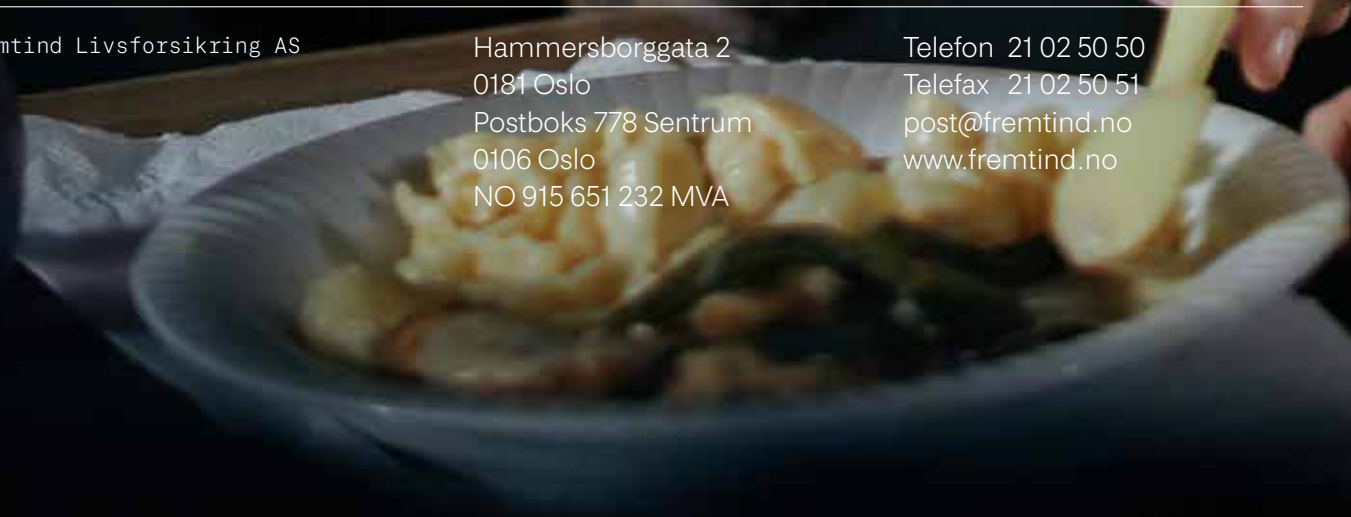 mtind Livsforsikring AS
Hammersborggata 2
0181 Oslo
Postboks 778 Sentrum
0106 Oslo
NO 915 651 232 MVA
Telefon 21 02 50 50
Telefax 21 02 50 51
post@fremtind.no
www.fremtind.no